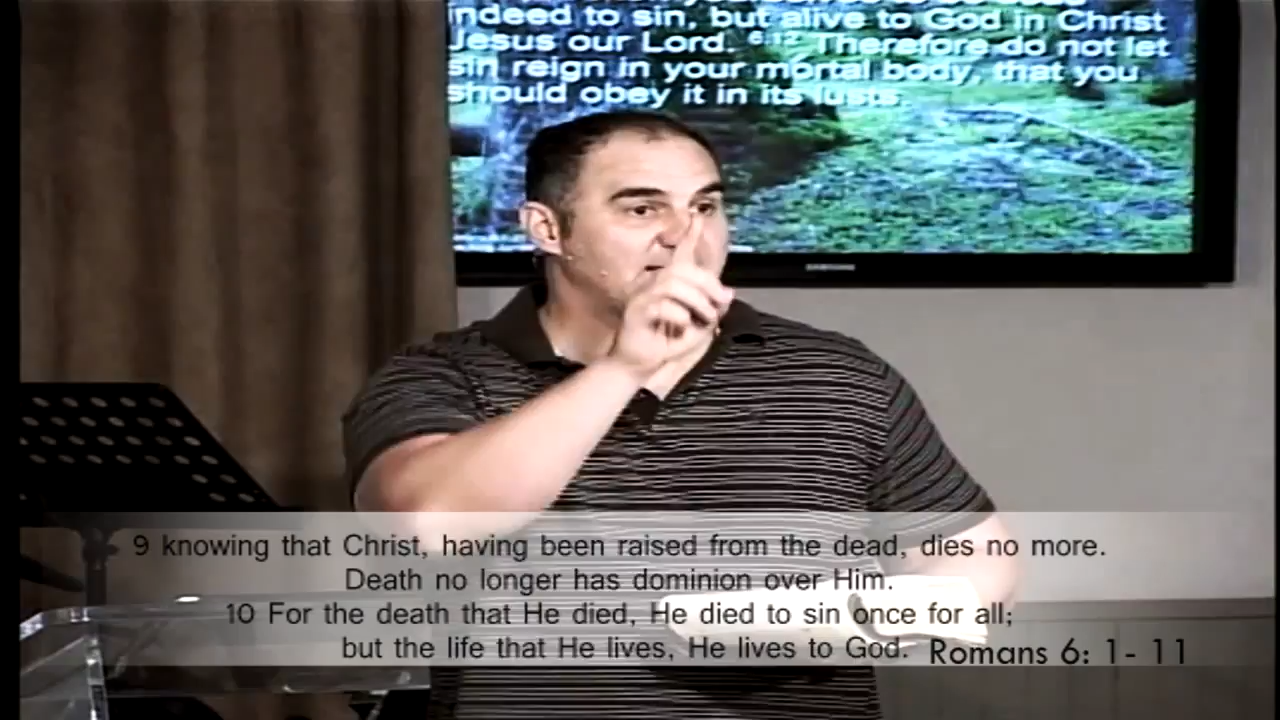 indeed to sin, but alive to God in Christ
Jesus our Lord. 6:12 Therefore do not let
sin reign in your mortal body, that you
should obey it in its lusts.
SAMSUNG
9 knowing that Christ, having been raised from the dead, dies no more.
Death no longer has dominion over Him.
10 For the death that He died, He died to sin once for all;
but the life that He lives, He lives to God.
Romans 6: 1- 11